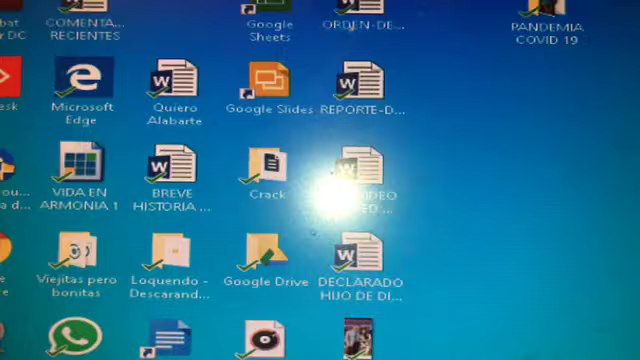 bat
r DC
COMENTA...
RECIENTES
Google
Sheets
ORDEN-DE...
PANDEMIA
COVID 19
esk
Microsoft
Edge
Quiero
Alabarte
Google Slides
REPORTE-D...
ou...
a d...
VIDA EN
ARMONIA 1
BREVE
HISTORIA ...
Crack
Viejitas pero
bonitas
Loquendo -
Descarand...
Google Drive
DECLARADO
HIJO DE DI...